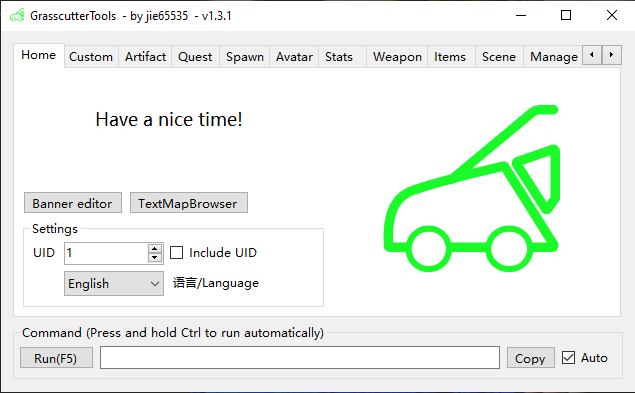 GrasscutterTools - by jie65535 - v1.3.1
Home Custom Artifact Quest Spawn Avatar Stats Weapon Items Scene Manage
Have a nice time!
Banner editor TextMapBrowser
Settings
UID 1 Include UID
English 语言/Language
Command (Press and hold Ctrl to run automatically)
Run(F5) Copy Auto